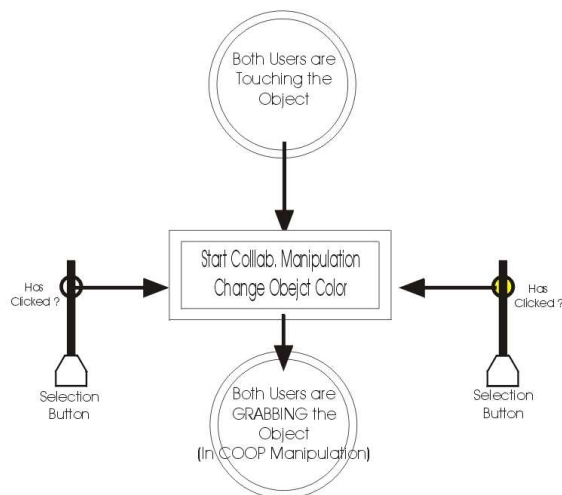 Both Users are
Touching the
Object
Start Colllab. Manipulation
Change Obejct Color
Has
Clicked ?
Selection
Button
Has
Clicked ?
Selection
Button
Both Users are
GRABBING the
Object
(In COOP Manipulation)